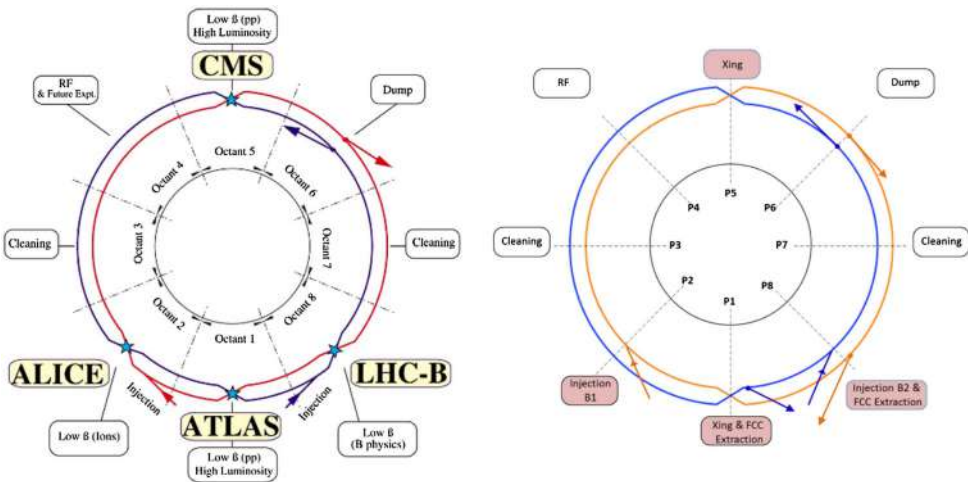 Low ß (pp)
High Luminosity
CMS
RF
& Future Expt.
Dump
Octant 5
Octant 4
Octant 6
Cleaning
Octant 3
Octant 7
Cleaning
Octant 2
Octant 8
Octant 1
ALICE
LHC-B
Injection
Injection
ATLAS
Low ß (Ions)
Low ß
(B physics)
Low ß (pp)
High Luminosity
Xing
RF
Dump
P5
P4
P6
Cleaning
P3
P7
Cleaning
P2
P8
P1
Injection
B1
Injection B2 &
FCC Extraction
Xing & FCC
Extraction